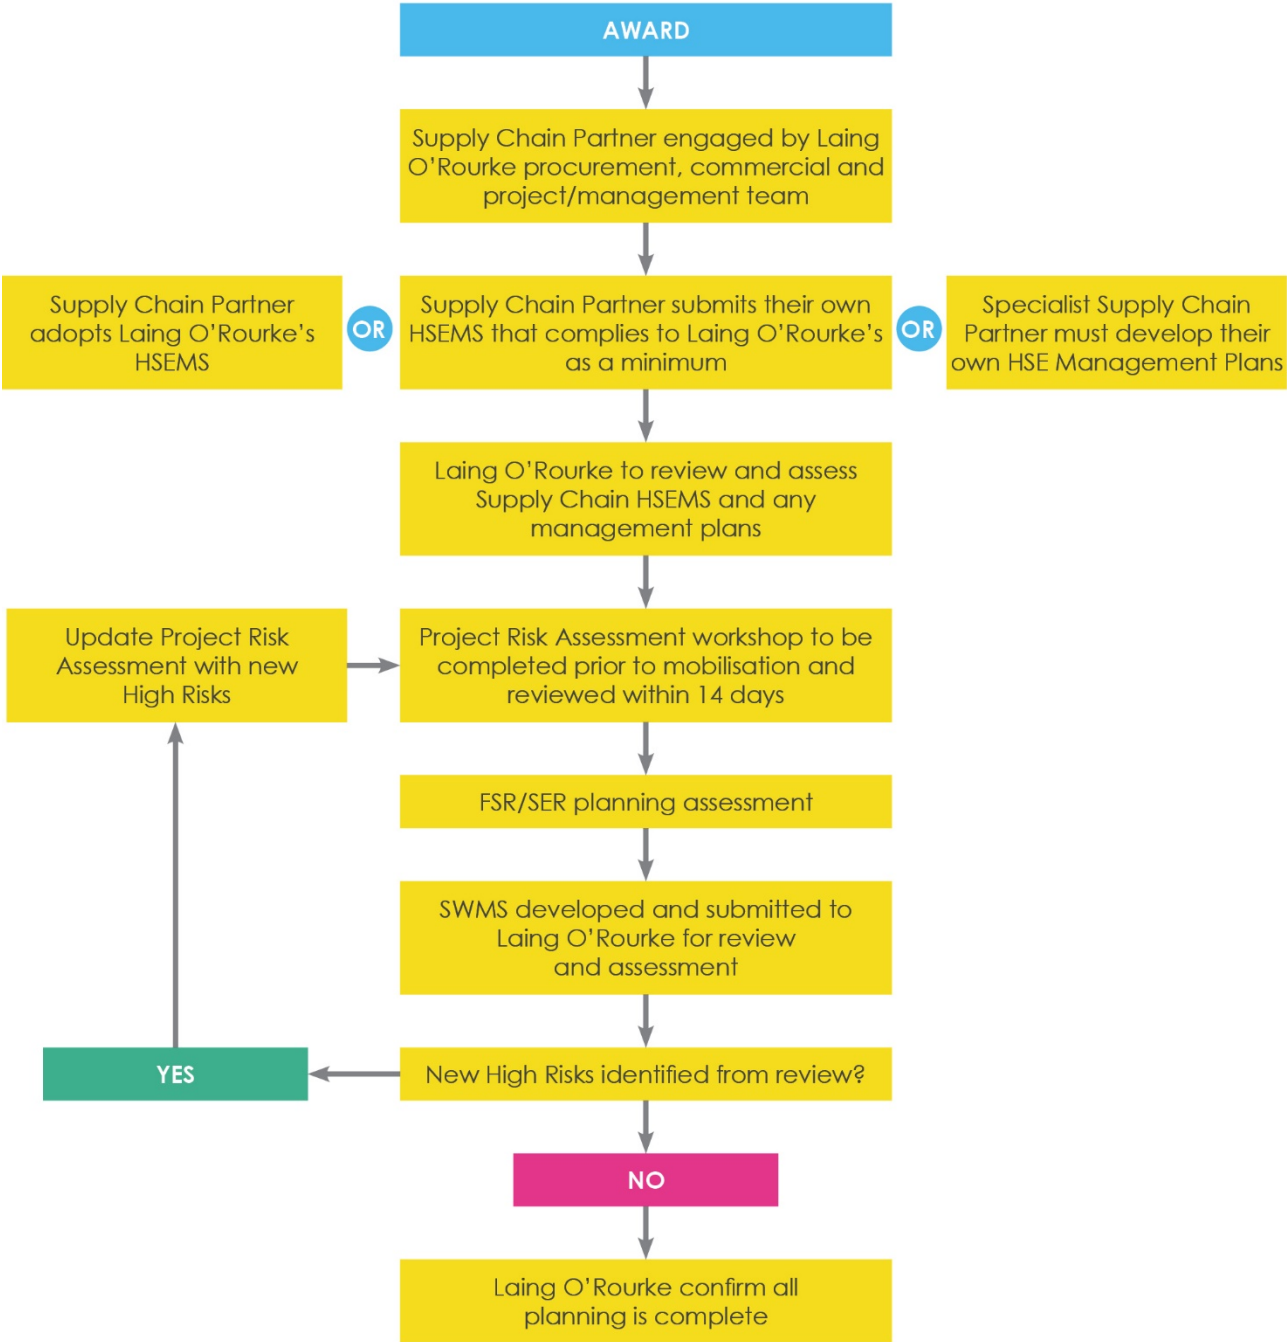 AWARD
Supply Chain Partner engaged by Laing
O’Rourke procurement, commercial and
project/management team
Supply Chain Partner
adopts Laing O’Rourke’s
HSEMS
OR
Supply Chain Partner submits their own
HSEMS that complies to Laing O’Rourke’s
as a minimum
OR
Specialist Supply Chain
Partner must develop their
own HSE Management Plans
Laing O’Rourke to review and assess
Supply Chain HSEMS and any
management plans
Update Project Risk
Assessment with new
High Risks
Project Risk Assessment workshop to be
completed prior to mobilisation and
reviewed within 14 days
FSR/SER planning assessment
SWMS developed and submitted to
Laing O’Rourke for review
and assessment
YES
New High Risks identified from review?
NO
Laing O’Rourke confirm all
planning is complete